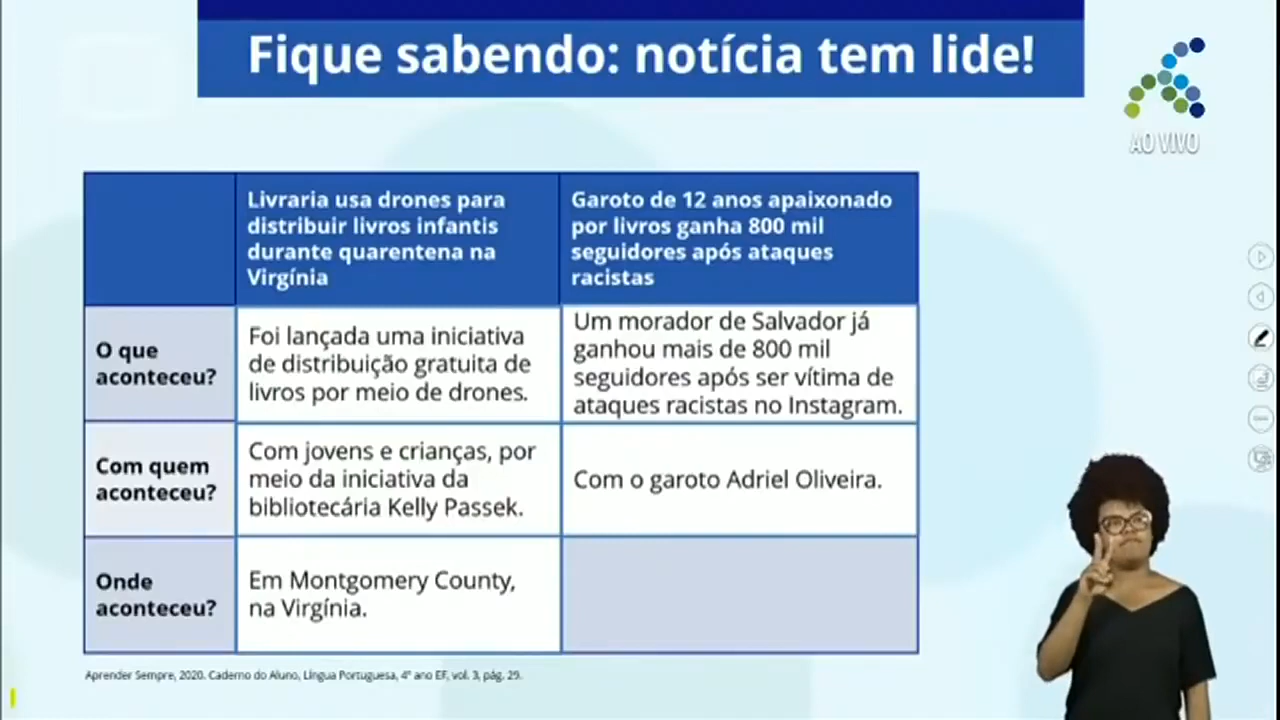 Fique sabendo: notícia tem lide!
AO VIVO
Livraria usa drones para
distribuir livros infantis
durante quarentena na
Virgínia
Garoto de 12 anos apaixonado
por livros ganha 800 mil
seguidores após ataques
racistas
O que
aconteceu?
Foi lançada uma iniciativa
de distribuição gratuita de
livros por meio de drones.
Um morador de Salvador já
ganhou mais de 800 mil
seguidores após ser vítima de
ataques racistas no Instagram.
Com quem
aconteceu?
Com jovens e crianças, por
meio da iniciativa da
bibliotecária Kelly Passek.
Com o garoto Adriel Oliveira.
Onde
aconteceu?
Em Montgomery County,
na Virgínia.
Aprender Sempre, 2020. Caderno do Aluno, Língua Portuguesa, 4º ano EF, vol. 3, pág. 29.